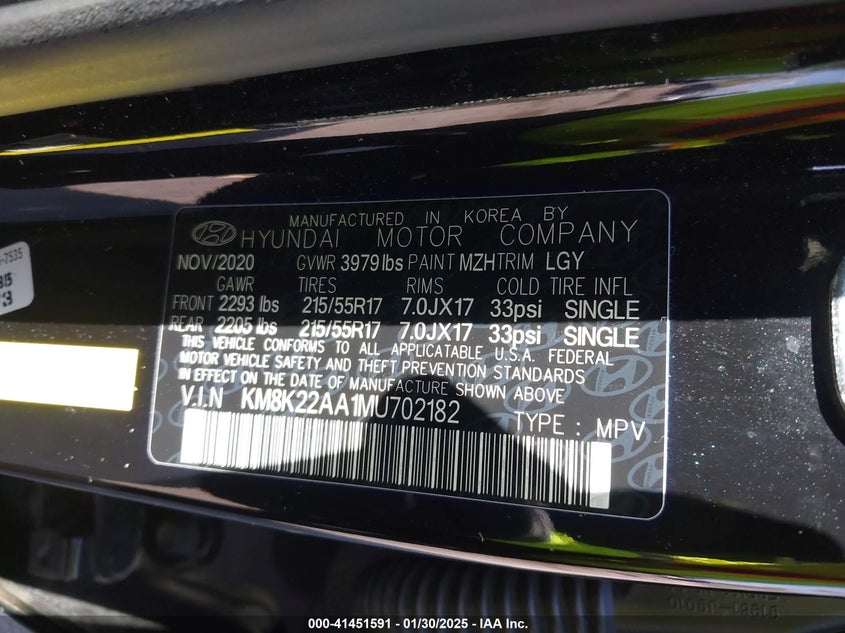 MANUFACTURED IN KOREA BY
HYUNDAI MOTOR COMPANY
NOV/2020 GVWR 3979 lbs PAINT MZH TRIM LGY
GAWR TIRES RIMS COLD TIRE INFL
FRONT 2293 lbs 215/55R17 7.0JX17 33psi SINGLE
REAR 2205 lbs 215/55R17 7.0JX17 33psi SINGLE
THIS VEHICLE CONFORMS TO ALL APPLICABLE U.S.A. FEDERAL
MOTOR VEHICLE SAFETY AND THEFT PREVENTION STANDARDS
IN EFFECT ON THE DATE OF MANUFACTURE SHOWN ABOVE
V.I.N KM8K22AA1MU702182
TYPE : MPV
-7535
000-41451591 - 01/30/2025 - IAA Inc.